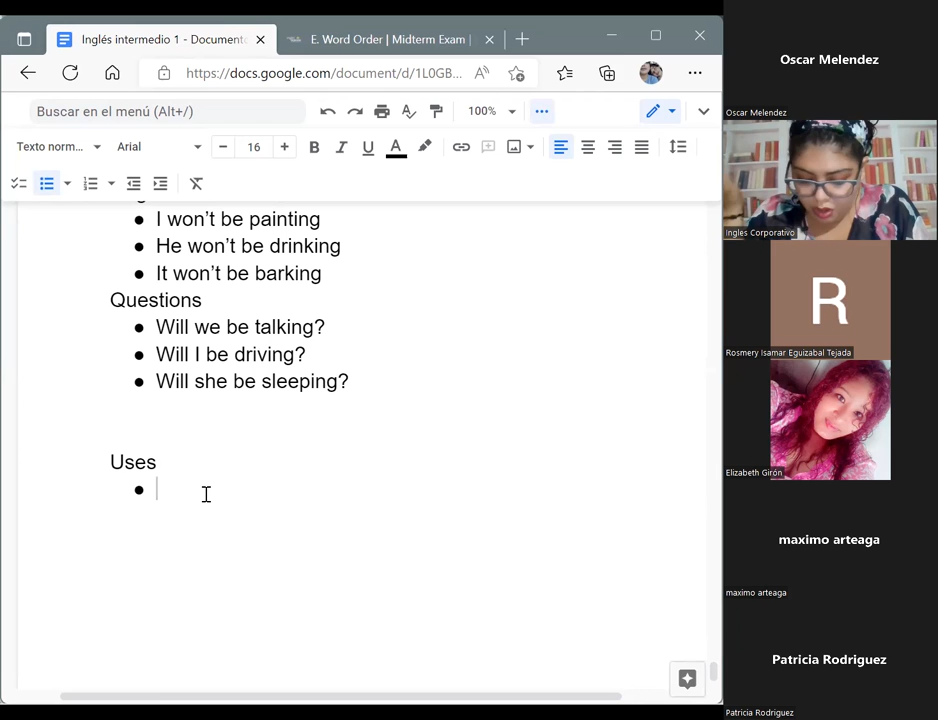 Inglés intermedio 1 - Documento
E. Word Order | Midterm Exam |
https://docs.google.com/document/d/1L0GB...
Buscar en el menú (Alt+/)
100%
Texto norm...
Arial
16
I won't be painting
He won't be drinking
It won't be barking
Questions
Will we be talking?
Will I be driving?
Will she be sleeping?
Uses
Oscar Melendez
Oscar Melendez
Ingles Corporativo
R
Rosmery Isamar Eguizabal Tejada
Elizabeth Girón
maximo arteaga
maximo arteaga
Patricia Rodriguez
Patricia Rodriguez